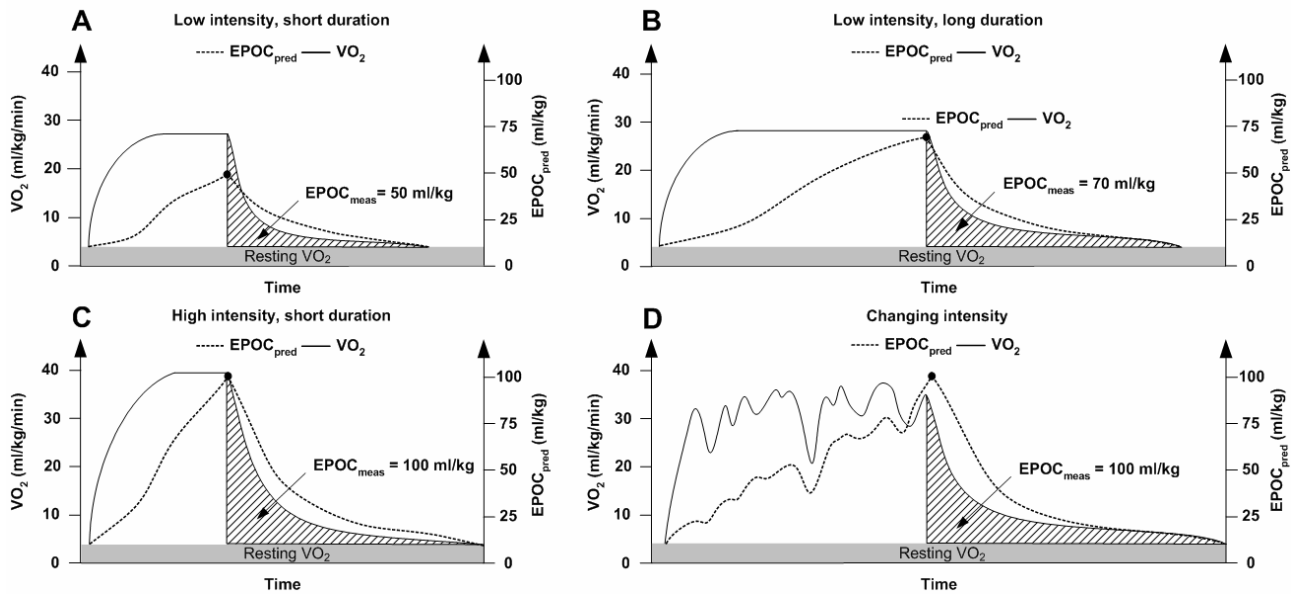 A
Low intensity, short duration
EPOCpred VO2
VO2 (ml/kg/min)
40
30
20
10
0
EPOCpred (ml/kg)
100
75
50
25
0
EPOCmeas = 50 ml/kg
Resting VO2
Time
B
Low intensity, long duration
EPOCpred VO2
VO2 (ml/kg/min)
40
30
20
10
0
EPOCpred VO2
EPOCpred (ml/kg)
100
75
50
25
0
EPOCmeas = 70 ml/kg
Resting VO2
Time
C
High intensity, short duration
EPOCpred VO2
VO2 (ml/kg/min)
40
30
20
10
0
EPOCpred (ml/kg)
100
75
50
25
0
EPOCmeas = 100 ml/kg
Resting VO2
Time
D
Changing intensity
EPOCpred VO2
VO2 (ml/kg/min)
40
30
20
10
0
EPOCpred (ml/kg)
100
75
50
25
0
EPOCmeas = 100 ml/kg
Resting VO2
Time